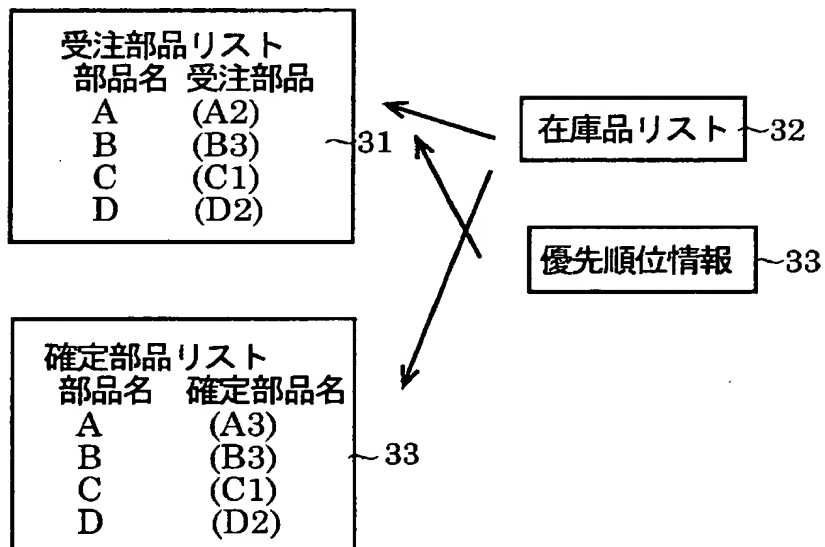 受注部品リスト
部品名 受注部品
A (A2)
B (B3)
C (C1)
D (D2)
31
在庫品リスト 32
優先順位情報 33
確定部品リスト
部品名 確定部品名
A (A3)
B (B3)
C (C1)
D (D2)
33